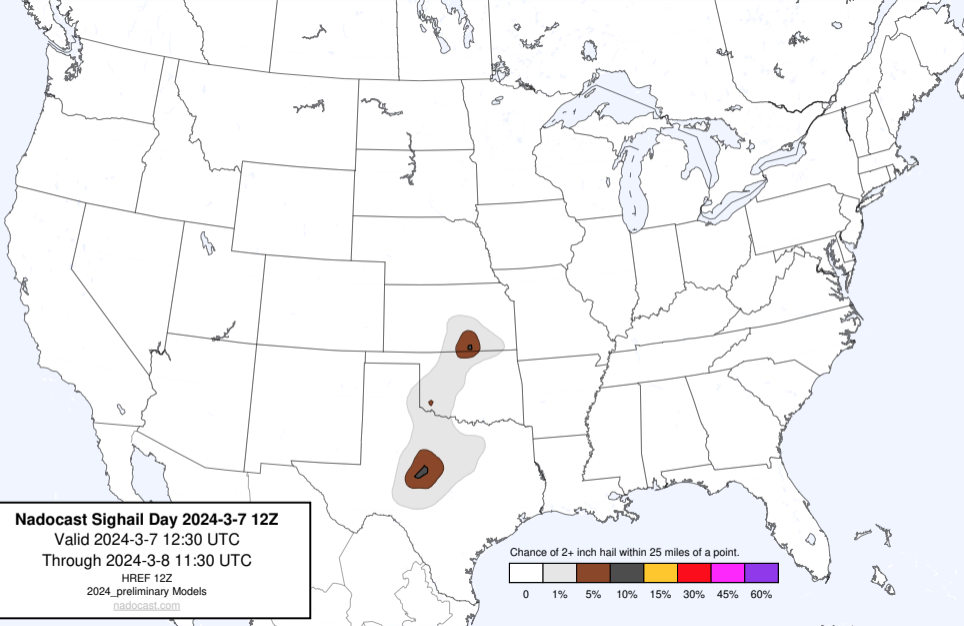 Nadocast Sighail Day 2024-3-7 12Z
Valid 2024-3-7 12:30 UTC
Through 2024-3-8 11:30 UTC
HREF 12Z
2024_preliminary Models
nadocast.com
Chance of 2+ inch hail within 25 miles of a point.
0 1% 5% 10% 15% 30% 45% 60%